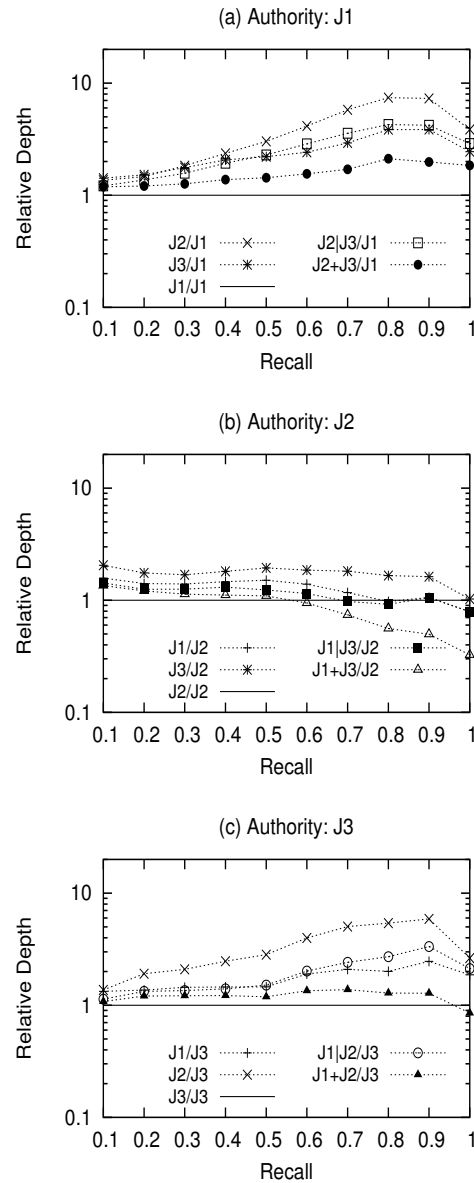 (a) Authority: J1
Relative Depth
10
1
0.1
J2/J1
J3/J1
J1/J1
J2|J3/J1
J2+J3/J1
0.1 0.2 0.3 0.4 0.5 0.6 0.7 0.8 0.9 1
Recall
(b) Authority: J2
Relative Depth
10
1
0.1
J1/J2
J3/J2
J2/J2
J1|J3/J2
J1+J3/J2
0.1 0.2 0.3 0.4 0.5 0.6 0.7 0.8 0.9 1
Recall
(c) Authority: J3
Relative Depth
10
1
0.1
J1/J3
J2/J3
J3/J3
J1|J2/J3
J1+J2/J3
0.1 0.2 0.3 0.4 0.5 0.6 0.7 0.8 0.9 1
Recall